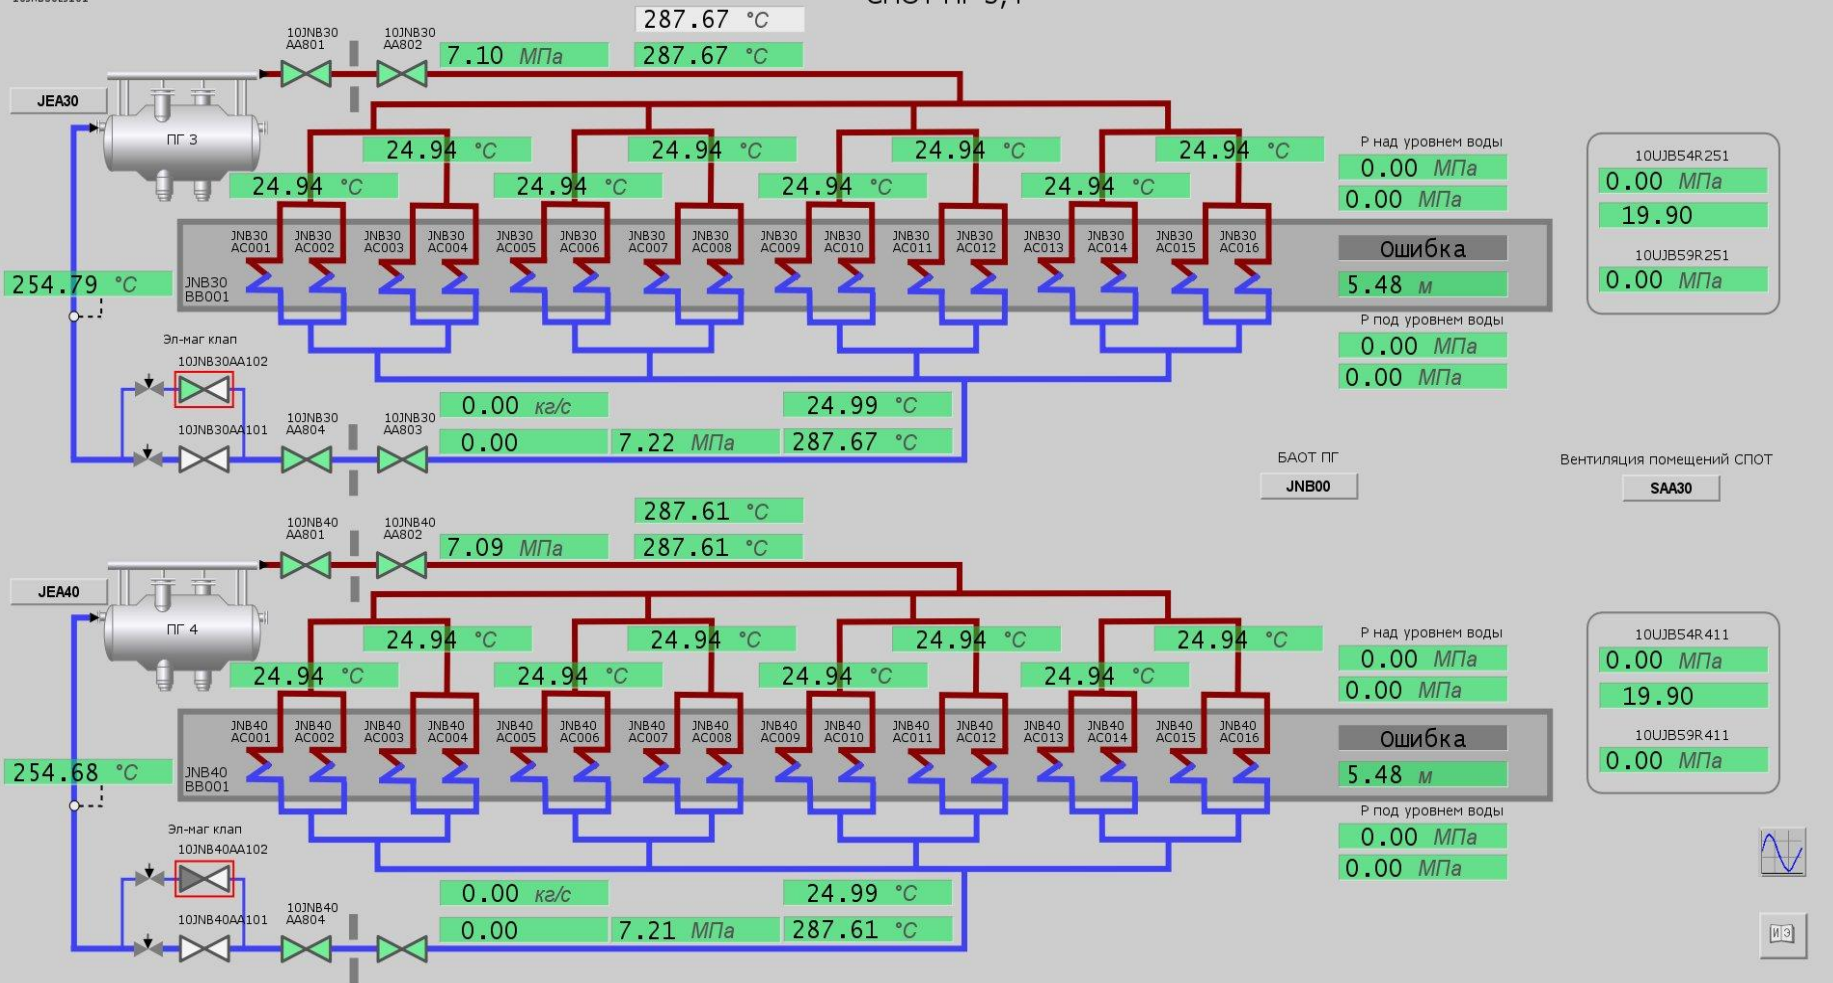 287.67 °C
10JNB30
AA801
10JNB30
AA802
7.10 МПа
287.67 °C
JEA30
ПГ 3
24.94 °C
24.94 °C
24.94 °C
24.94 °C
24.94 °C
24.94 °C
24.94 °C
24.94 °C
Р над уровнем воды
0.00 МПа
0.00 МПа
10UJB54R251
0.00 МПа
19.90
10UJB59R251
0.00 МПа
JNB30
AC001
JNB30
AC002
JNB30
AC003
JNB30
AC004
JNB30
AC005
JNB30
AC006
JNB30
AC007
JNB30
AC008
JNB30
AC009
JNB30
AC010
JNB30
AC011
JNB30
AC012
JNB30
AC013
JNB30
AC014
JNB30
AC015
JNB30
AC016
Ошибка
5.48 м
JNB30
BB001
254.79 °C
Р под уровнем воды
0.00 МПа
0.00 МПа
Эл-маг клап
10JNB30AA102
10JNB30AA101
10JNB30
AA804
10JNB30
AA803
0.00 кг/с
24.99 °C
0.00
7.22 МПа
287.67 °C
БАОТ ПГ
JNB00
Вентиляция помещений СПОТ
SAA30
287.61 °C
10JNB40
AA801
10JNB40
AA802
7.09 МПа
287.61 °C
JEA40
ПГ 4
24.94 °C
24.94 °C
24.94 °C
24.94 °C
24.94 °C
24.94 °C
24.94 °C
24.94 °C
Р над уровнем воды
0.00 МПа
0.00 МПа
10UJB54R411
0.00 МПа
19.90
10UJB59R411
0.00 МПа
JNB40
AC001
JNB40
AC002
JNB40
AC003
JNB40
AC004
JNB40
AC005
JNB40
AC006
JNB40
AC007
JNB40
AC008
JNB40
AC009
JNB40
AC010
JNB40
AC011
JNB40
AC012
JNB40
AC013
JNB40
AC014
JNB40
AC015
JNB40
AC016
Ошибка
5.48 м
JNB40
BB001
254.68 °C
Р под уровнем воды
0.00 МПа
0.00 МПа
Эл-маг клап
10JNB40AA102
10JNB40AA101
10JNB40
AA804
0.00 кг/с
24.99 °C
0.00
7.21 МПа
287.61 °C
И Э